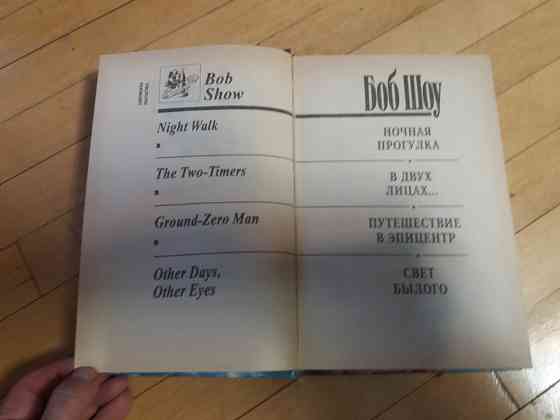 Bob
Show
Night Walk
The Two-Timers
Ground-Zero Man
Other Days,
Other Eyes
Боб Шоу
НОЧНАЯ
ПРОГУЛКА
В ДВУХ
ЛИЦАХ...
ПУТЕШЕСТВИЕ
В ЭПИЦЕНТР
СВЕТ
БЫЛОГО